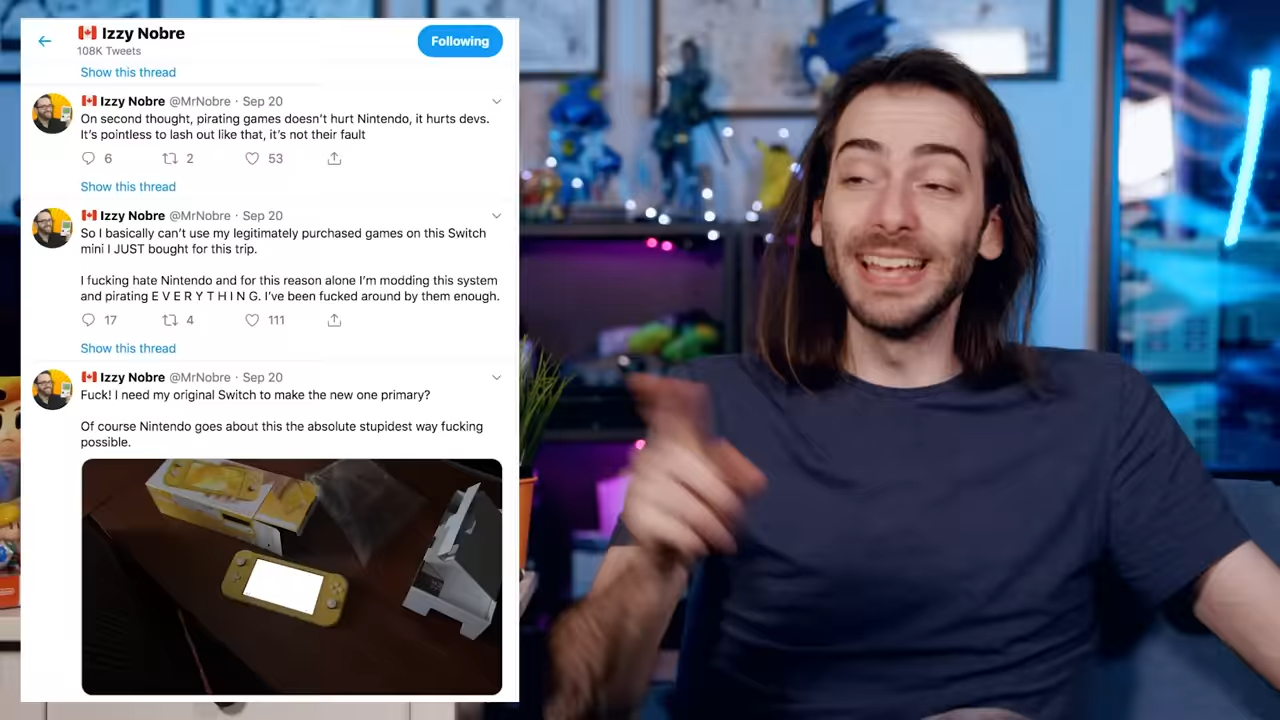 Izzy Nobre
108K Tweets
Following
Show this thread
Izzy Nobre @MrNobre · Sep 20
On second thought, pirating games doesn't hurt Nintendo, it hurts devs.
It's pointless to lash out like that, it's not their fault
6 2 53
Show this thread
Izzy Nobre @MrNobre · Sep 20
So I basically can't use my legitimately purchased games on this Switch
mini I JUST bought for this trip.
I fucking hate Nintendo and for this reason alone I'm modding this system
and pirating E V E R Y T H I N G. I've been fucked around by them enough.
17 4 111
Show this thread
Izzy Nobre @MrNobre · Sep 20
Fuck! I need my original Switch to make the new one primary?
Of course Nintendo goes about this the absolute stupidest way fucking
possible.